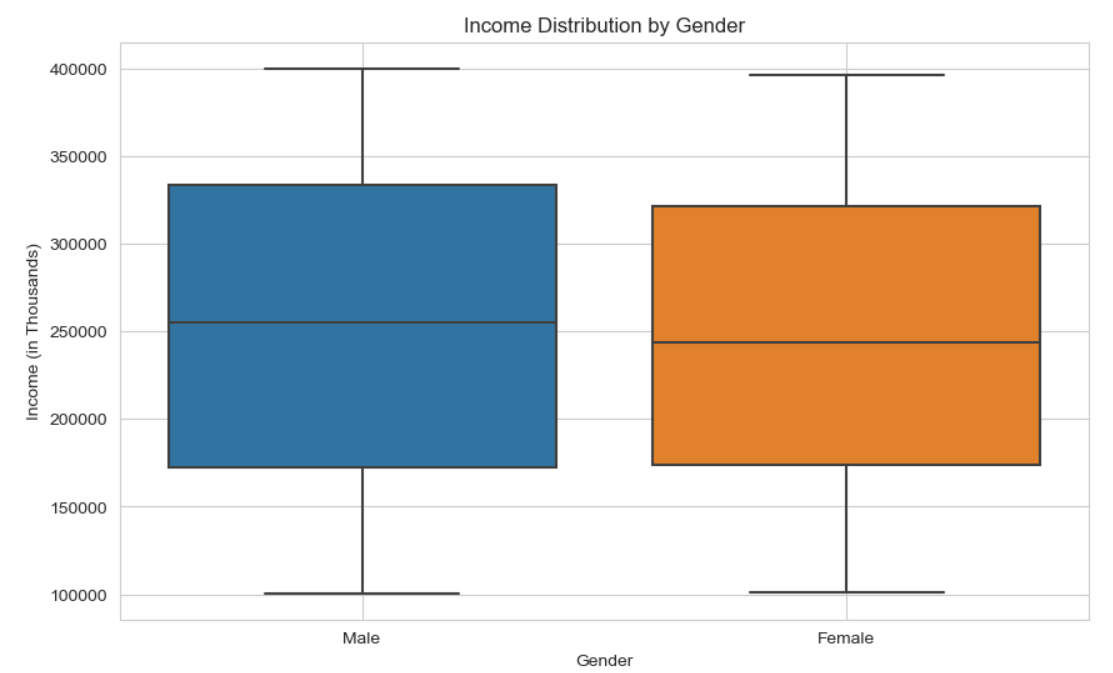 Income Distribution by Gender
400000
350000
300000
250000
200000
150000
100000
Income (in Thousands)
Male
Female
Gender